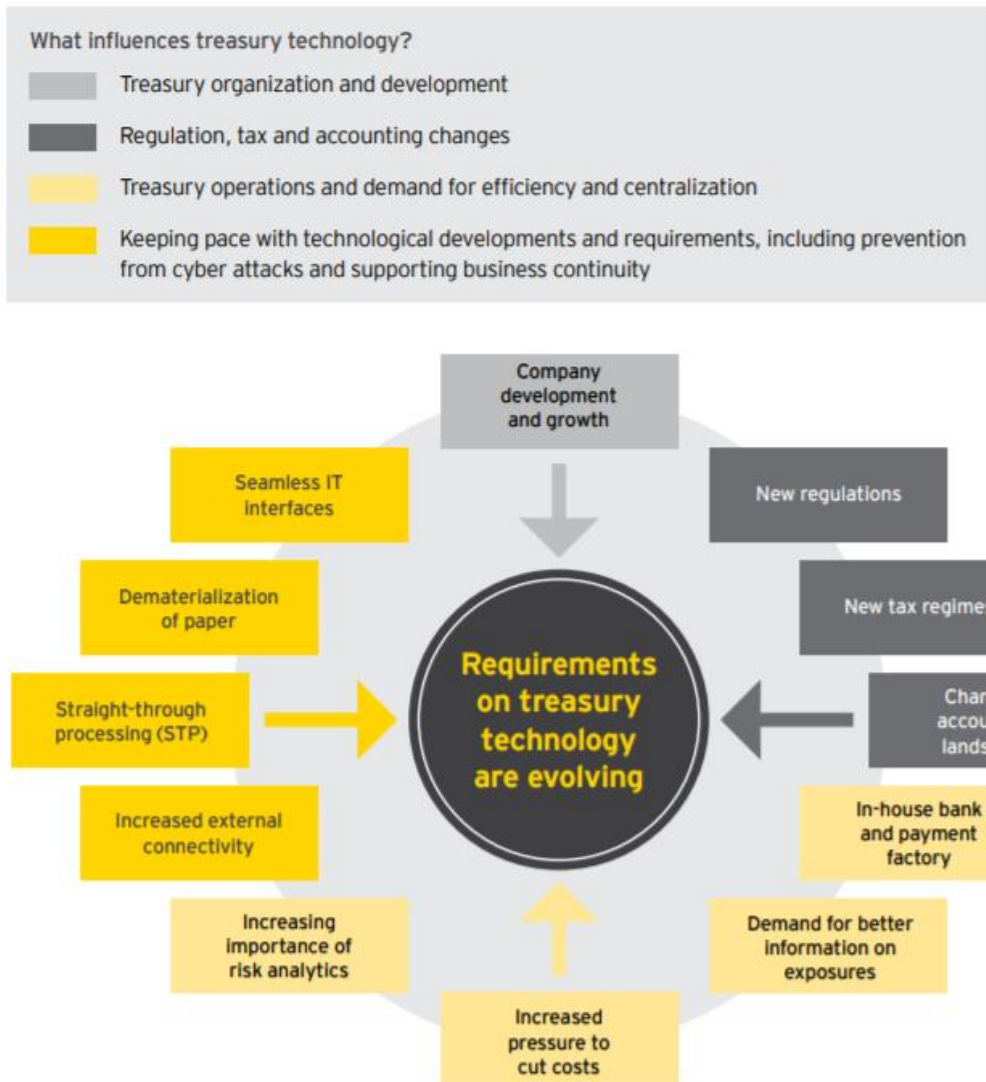 What influences treasury technology?
Treasury organization and development
Regulation, tax and accounting changes
Treasury operations and demand for efficiency and centralization
Keeping pace with technological developments and requirements, including prevention
from cyber attacks and supporting business continuity
Company
development
and growth
Seamless IT
interfaces
New regulations
Dematerialization
of paper
New tax regime
Straight-through
processing (STP)
Requirements
on treasury
technology
are evolving
Increased external
connectivity
In-house bank
and payment
factory
Increasing
importance of
risk analytics
Demand for better
information on
exposures
Increased
pressure to
cut costs